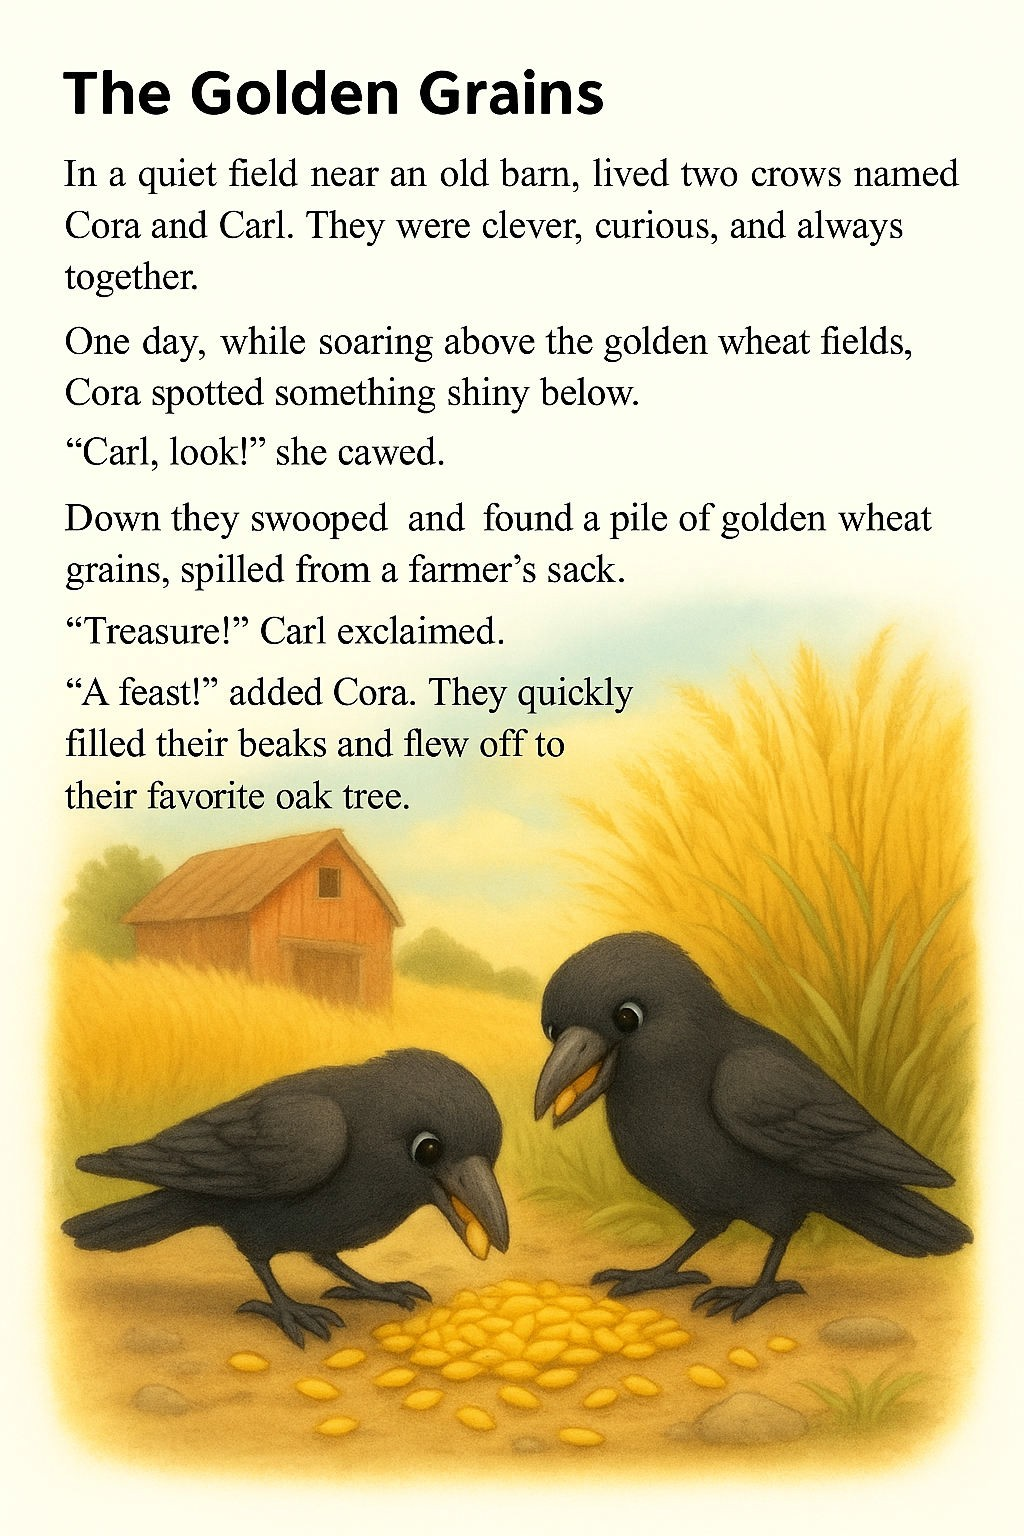 The Golden Grains
In a quiet field near an old barn, lived two crows named
Cora and Carl. They were clever, curious, and always
together.
One day, while soaring above the golden wheat fields,
Cora spotted something shiny below.
“Carl, look!” she cawed.
Down they swooped and found a pile of golden wheat
grains, spilled from a farmer’s sack.
“Treasure!” Carl exclaimed.
“A feast!” added Cora. They quickly
filled their beaks and flew off to
their favorite oak tree.